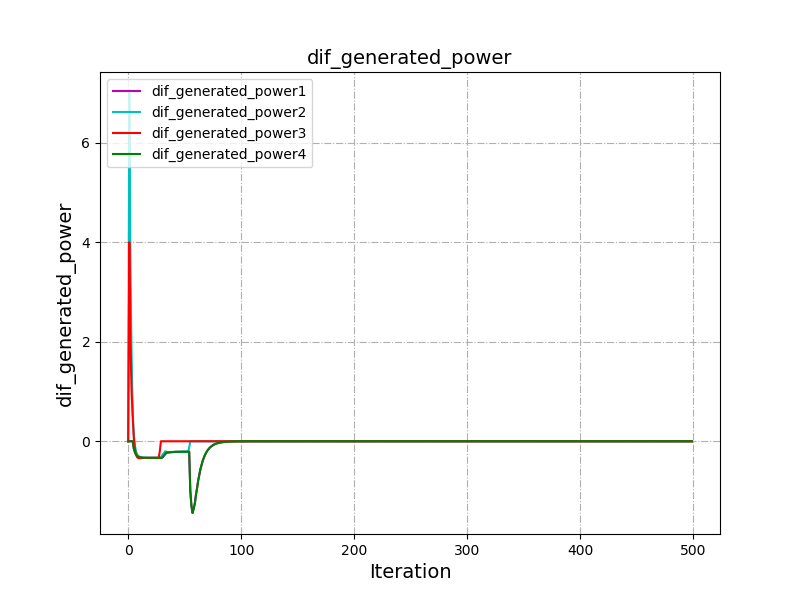 dif_generated_power
dif_generated_power1
dif_generated_power2
dif_generated_power3
dif_generated_power4
dif_generated_power
6
4
2
0
0
100
200
300
400
500
Iteration